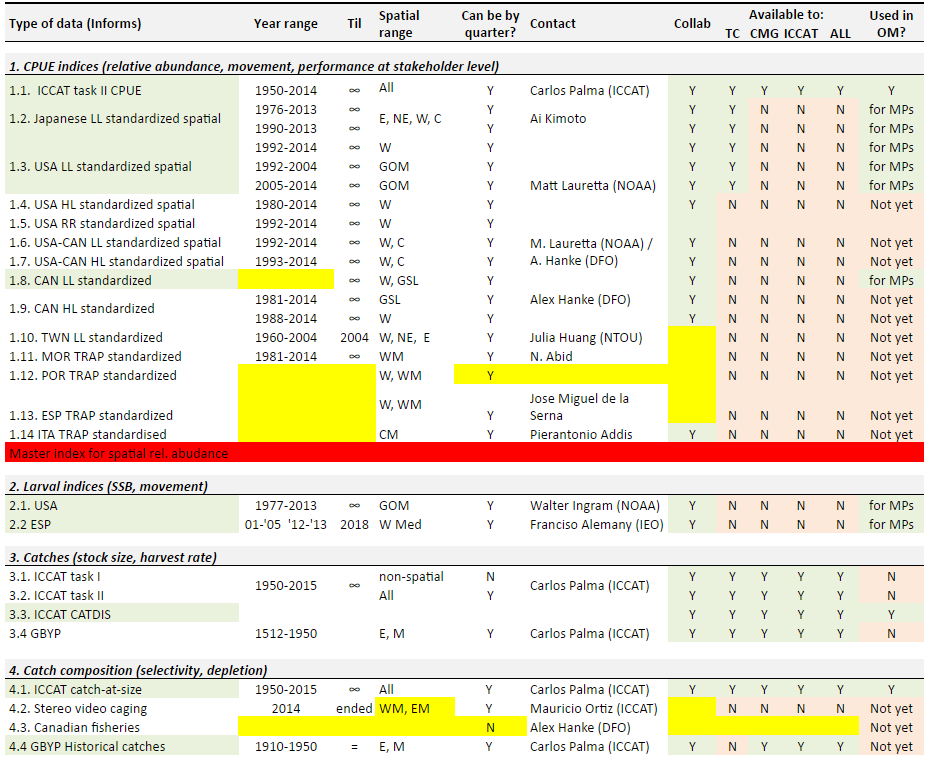 Type of data (Informs) Year range Til Spatial range Can be by quarter? Contact Collab Available to: TC CMG ICCAT ALL Used in OM?
1. CPUE indices (relative abundance, movement, performance at stakeholder level)
1.1. ICCAT task II CPUE 1950-2014 ∞ All Y Carlos Palma (ICCAT) Y Y Y Y Y Y
1976-2013 ∞ Y Y Y N N N for MPs
1.2. Japanese LL standardized spatial E, NE, W, C Ai Kimoto
1990-2013 ∞ Y Y Y N N N for MPs
1992-2014 ∞ W Y Y Y N N N for MPs
1.3. USA LL standardized spatial 1992-2004 ∞ GOM Y Y Y N N N for MPs
2005-2014 ∞ GOM Y Matt Lauretta (NOAA) Y Y N N N for MPs
1.4. USA HL standardized spatial 1980-2014 ∞ W Y Y N N N N Not yet
1.5. USA RR standardized spatial 1992-2014 ∞ W Y
1.6. USA-CAN LL standardized spatial 1992-2014 ∞ W, C Y M. Lauretta (NOAA) / Y N N N N Not yet
1.7. USA-CAN HL standardized spatial 1993-2014 ∞ W, C Y A. Hanke (DFO) Y N N N N Not yet
1.8. CAN LL standardized ∞ W, GSL Y Y N N N N for MPs
1981-2014 ∞ GSL Y Alex Hanke (DFO) Y N N N N Not yet
1.9. CAN HL standardized
1988-2014 ∞ W Y Y N N N N Not yet
1.10. TWN LL standardized 1960-2004 2004 W, NE, E Y Julia Huang (NTOU) N N N N Not yet
1.11. MOR TRAP standardized 1981-2014 ∞ WM Y N. Abid N N N N Not yet
1.12. POR TRAP standardized W, WM Y N N N N Not yet
W, WM Jose Miguel de la
1.13. ESP TRAP standardized Y Serna N N N N Not yet
1.14 ITA TRAP standardised CM Y Pierantonio Addis Y N N N N Not yet
Master index for spatial rel. abudance
2. Larval indices (SSB, movement)
2.1. USA 1977-2013 ∞ GOM Y Walter Ingram (NOAA) Y N N N N for MPs
2.2 ESP 01-'05 '12-'13 2018 W Med Y Franciso Alemany (IEO) Y N N N N for MPs
3. Catches (stock size, harvest rate)
3.1. ICCAT task I non-spatial N Y Y Y Y Y N
1950-2015 ∞ Carlos Palma (ICCAT)
3.2. ICCAT task II All Y Y Y Y Y Y N
3.3. ICCAT CATDIS Y Y Y Y Y Y
3.4 GBYP 1512-1950 E, M Y Carlos Palma (ICCAT) Y Y Y Y Y N
4. Catch composition (selectivity, depletion)
4.1. ICCAT catch-at-size 1950-2015 ∞ All Y Carlos Palma (ICCAT) Y Y Y Y Y Y
4.2. Stereo video caging 2014 ended WM, EM Y Mauricio Ortiz (ICCAT) N N N N Not yet
4.3. Canadian fisheries N Alex Hanke (DFO) Not yet
4.4 GBYP Historical catches 1910-1950 = E, M Y Carlos Palma (ICCAT) Y N Y Y Y Not yet